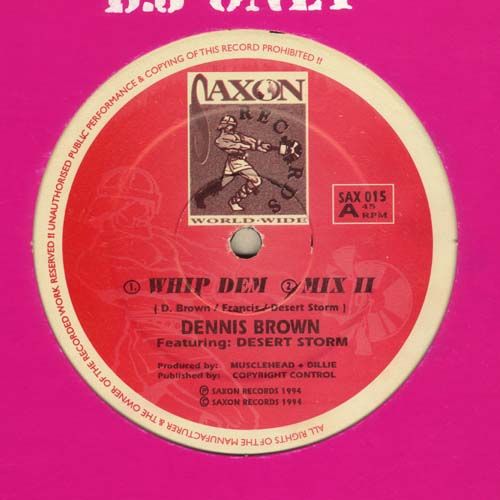 D.J ONLY
ALL RIGHTS OF THE MANUFACTURER & THE OWNER OF THE RECORDED WORK RESERVED !! UNAUTHORISED PUBLIC PERFORMANCE & COPYING OF THIS RECORD PROHIBITED !!
SAXON
RECORDS
WORLD-WIDE
SAX 015
A 45
RPM
1. WHIP DEM 2. MIX II
( D. Brown / Francis / Desert Storm )
DENNIS BROWN
Featuring: DESERT STORM
Produced by: MUSCLEHEAD + DILLIE
Published by: COPYRIGHT CONTROL
Ⓟ SAXON RECORDS 1994
© SAXON RECORDS 1994